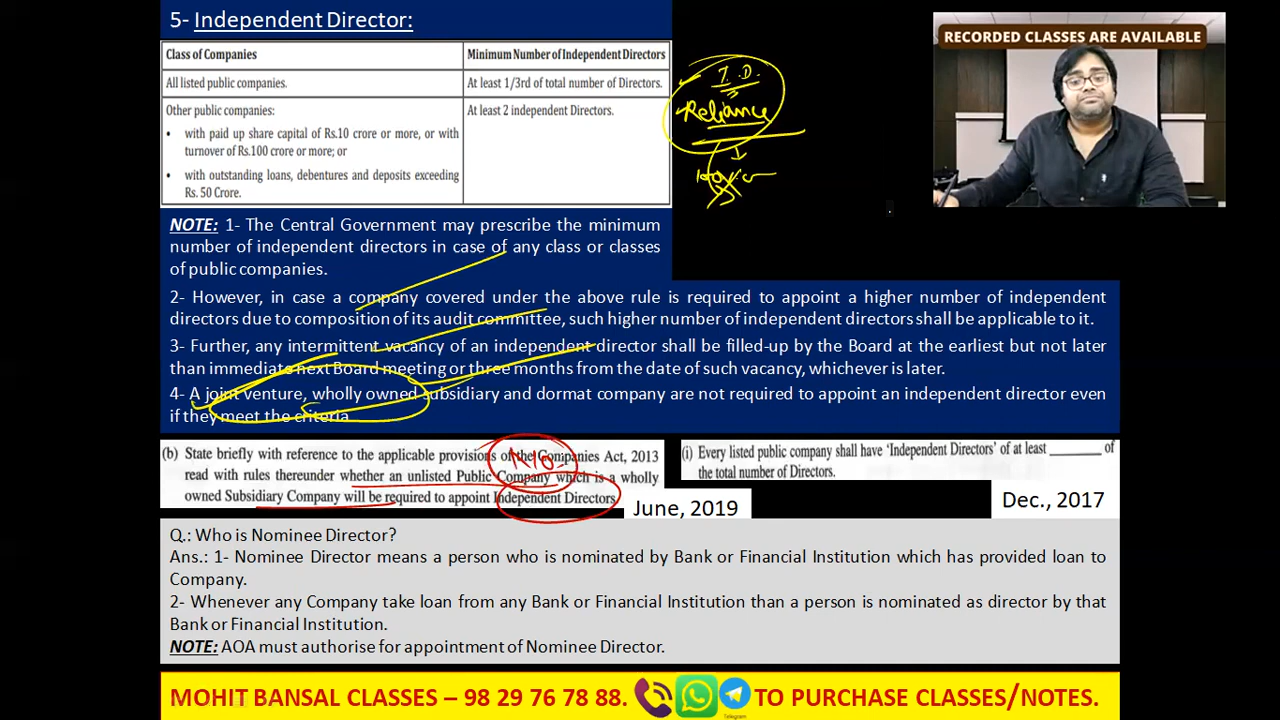 5- Independent Director:
RECORDED CLASSES ARE AVAILABLE
Class of Companies
Minimum Number of Independent Directors
All listed public companies.
At least 1/3rd of total number of Directors.
Other public companies:
At least 2 independent Directors.
• with paid up share capital of Rs.10 crore or more, or with
turnover of Rs.100 crore or more; or
• with outstanding loans, debentures and deposits exceeding
Rs. 50 Crore.
I.D.
Reliance
NOTE: 1- The Central Government may prescribe the minimum
number of independent directors in case of any class or classes
of public companies.
2- However, in case a company covered under the above rule is required to appoint a higher number of independent
directors due to composition of its audit committee, such higher number of independent directors shall be applicable to it.
3- Further, any intermittent vacancy of an independent director shall be filled-up by the Board at the earliest but not later
than immediate next Board meeting or three months from the date of such vacancy, whichever is later.
4- A joint venture, wholly owned subsidiary and dormat company are not required to appoint an independent director even
if they meet the criteria.
(b) State briefly with reference to the applicable provisions of the Companies Act, 2013
read with rules thereunder whether an unlisted Public Company which is a wholly
owned Subsidiary Company will be required to appoint Independent Directors
June, 2019
(i) Every listed public company shall have 'Independent Directors' of at least ________ of
the total number of Directors.
Dec., 2017
Q.: Who is Nominee Director?
Ans.: 1- Nominee Director means a person who is nominated by Bank or Financial Institution which has provided loan to
Company.
2- Whenever any Company take loan from any Bank or Financial Institution than a person is nominated as director by that
Bank or Financial Institution.
NOTE: AOA must authorise for appointment of Nominee Director.
MOHIT BANSAL CLASSES – 98 29 76 78 88. TO PURCHASE CLASSES/NOTES.
Telegram